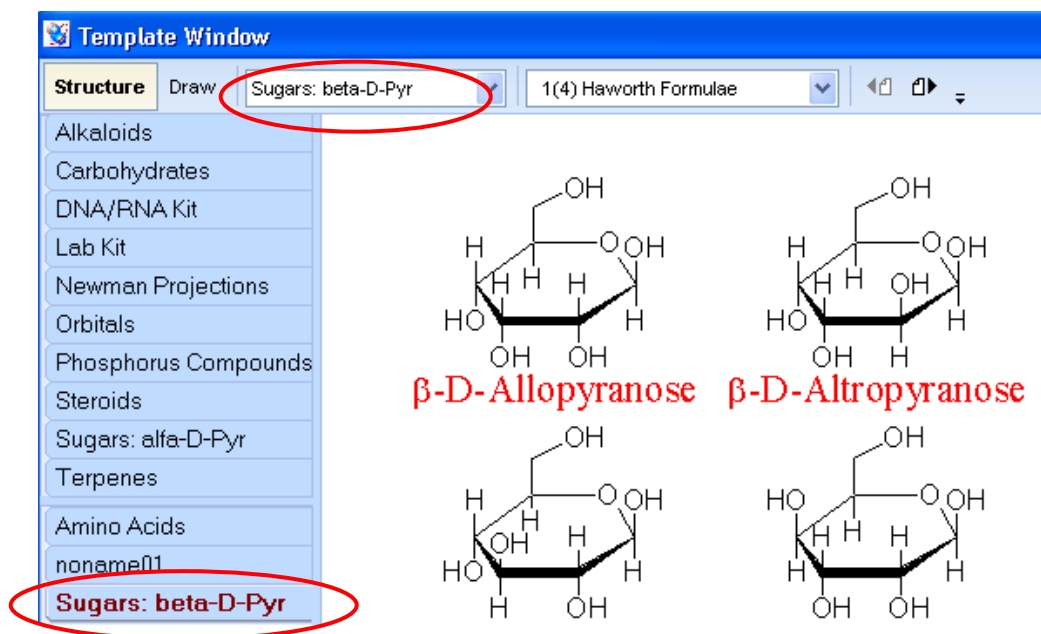 Template Window
Structure Draw Sugars: beta-D-Pyr 1(4) Haworth Formulae
Alkaloids
Carbohydrates
DNA/RNA Kit
Lab Kit
Newman Projections
Orbitals
Phosphorus Compounds
Steroids
Sugars: alfa-D-Pyr
Terpenes
Amino Acids
noname01
Sugars: beta-D-Pyr
OH
H O OH
H H H
HO H
OH OH
β-D-Allopyranose
OH
H O OH
H H OH
HO H
OH H
β-D-Altropyranose
OH
H O OH
H
OH H
HO H
H OH
OH
HO O OH
H H H
H H
OH OH